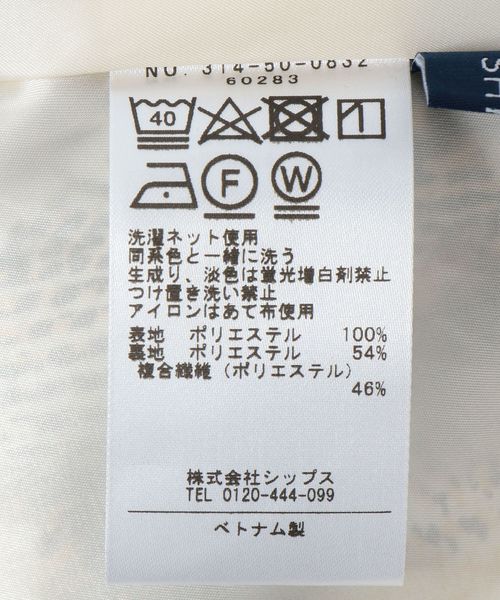 NO. 314-50-0832
60283
40
F
W
洗濯ネット使用
同系色と一緒に洗う
生成り、淡色は蛍光増白剤禁止
つけ置き洗い禁止
アイロンはあて布使用
表地 ポリエステル 100%
裏地 ポリエステル 54%
複合繊維(ポリエステル)
46%
株式会社シップス
TEL 0120-444-099
ベトナム製